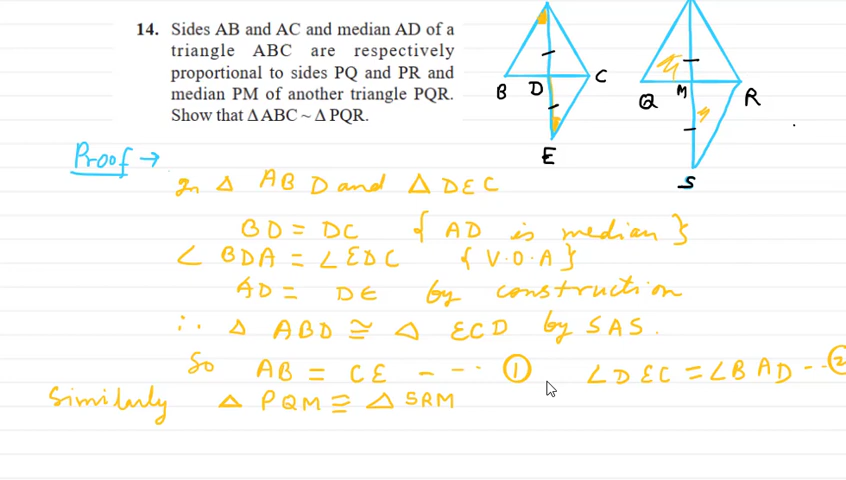 14. Sides AB and AC and median AD of a
triangle ABC are respectively
proportional to sides PQ and PR and
median PM of another triangle PQR.
Show that Δ ABC ~ Δ PQR.
B D C
E
Q M R
S
Proof →
In Δ ABD and Δ DEC
BD = DC { AD is median }
∠ BDA = ∠EDC { V.O.A }
AD = DE by construction
∴ Δ ABD ≅ Δ ECD by SAS.
So AB = CE - - - ① ∠DEC = ∠BAD - - ②
Similarly Δ PQM ≅ Δ SRM